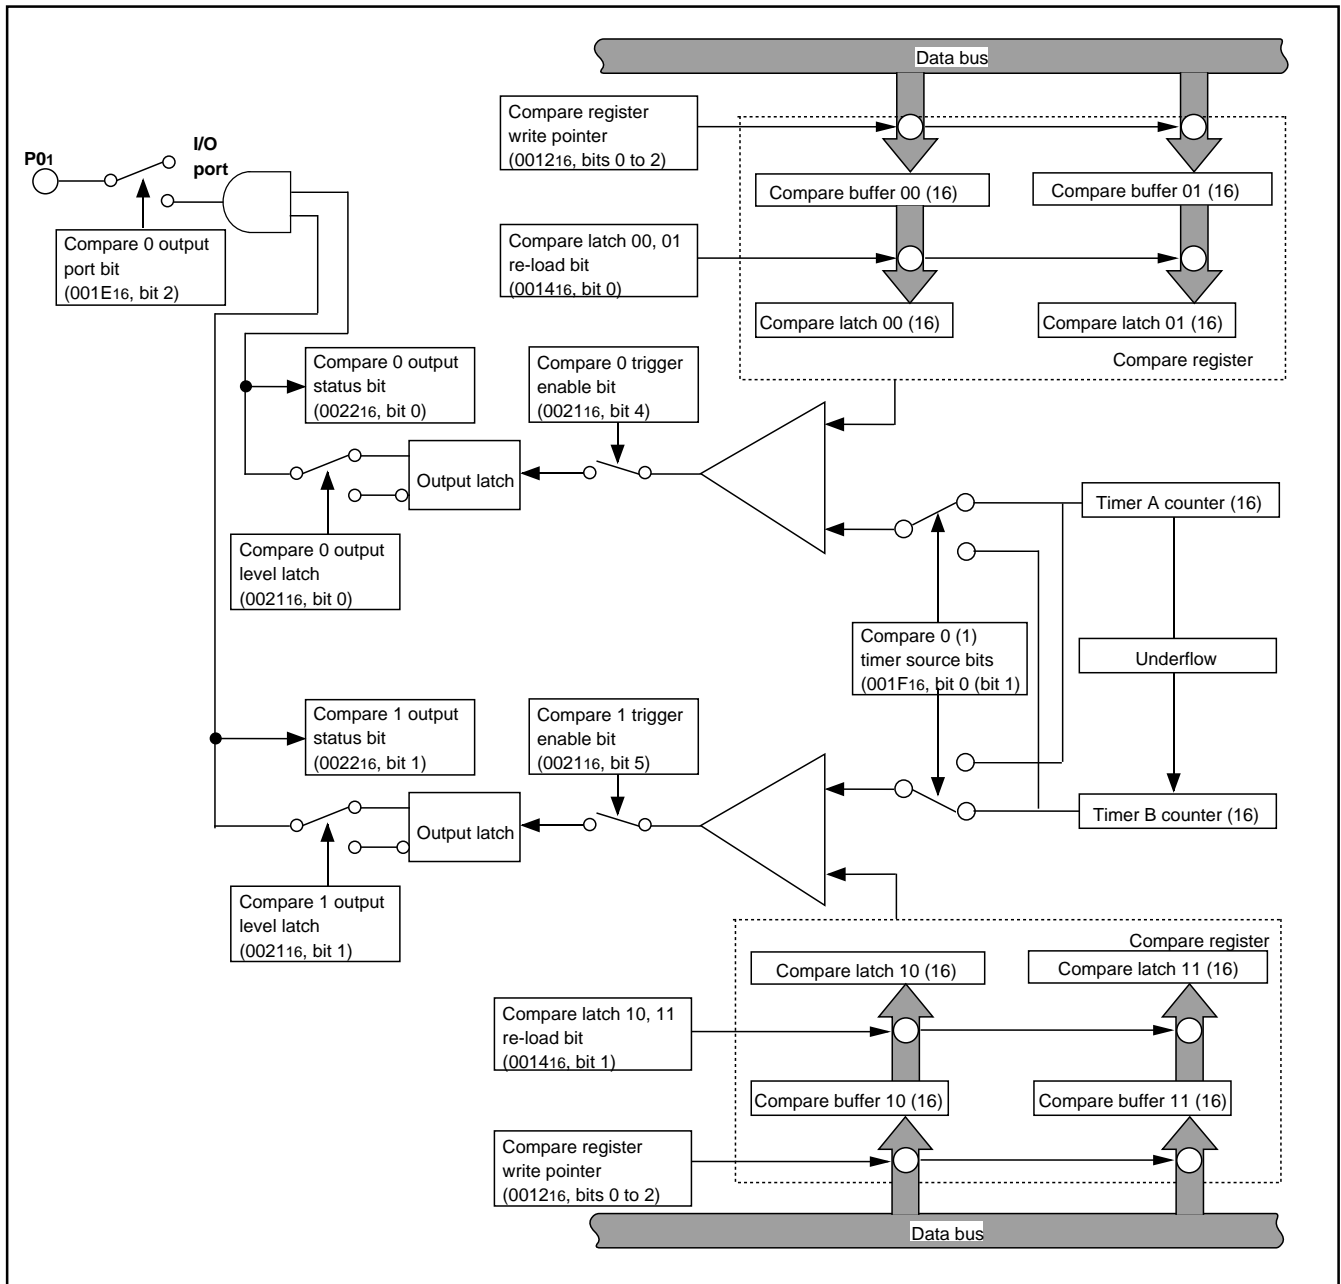 Data bus
Compare register
write pointer
(001216, bits 0 to 2)
P01
I/O
port
Compare buffer 00 (16)
Compare buffer 01 (16)
Compare 0 output
port bit
(001E16, bit 2)
Compare latch 00, 01
re-load bit
(001416, bit 0)
Compare latch 00 (16)
Compare latch 01 (16)
Compare register
Compare 0 output
status bit
(002216, bit 0)
Compare 0 trigger
enable bit
(002116, bit 4)
Output latch
Timer A counter (16)
Compare 0 output
level latch
(002116, bit 0)
Compare 0 (1)
timer source bits
(001F16, bit 0 (bit 1)
Underflow
Compare 1 output
status bit
(002216, bit 1)
Compare 1 trigger
enable bit
(002116, bit 5)
Output latch
Timer B counter (16)
Compare 1 output
level latch
(002116, bit 1)
Compare register
Compare latch 10 (16)
Compare latch 11 (16)
Compare latch 10, 11
re-load bit
(001416, bit 1)
Compare buffer 10 (16)
Compare buffer 11 (16)
Compare register
write pointer
(001216, bits 0 to 2)
Data bus